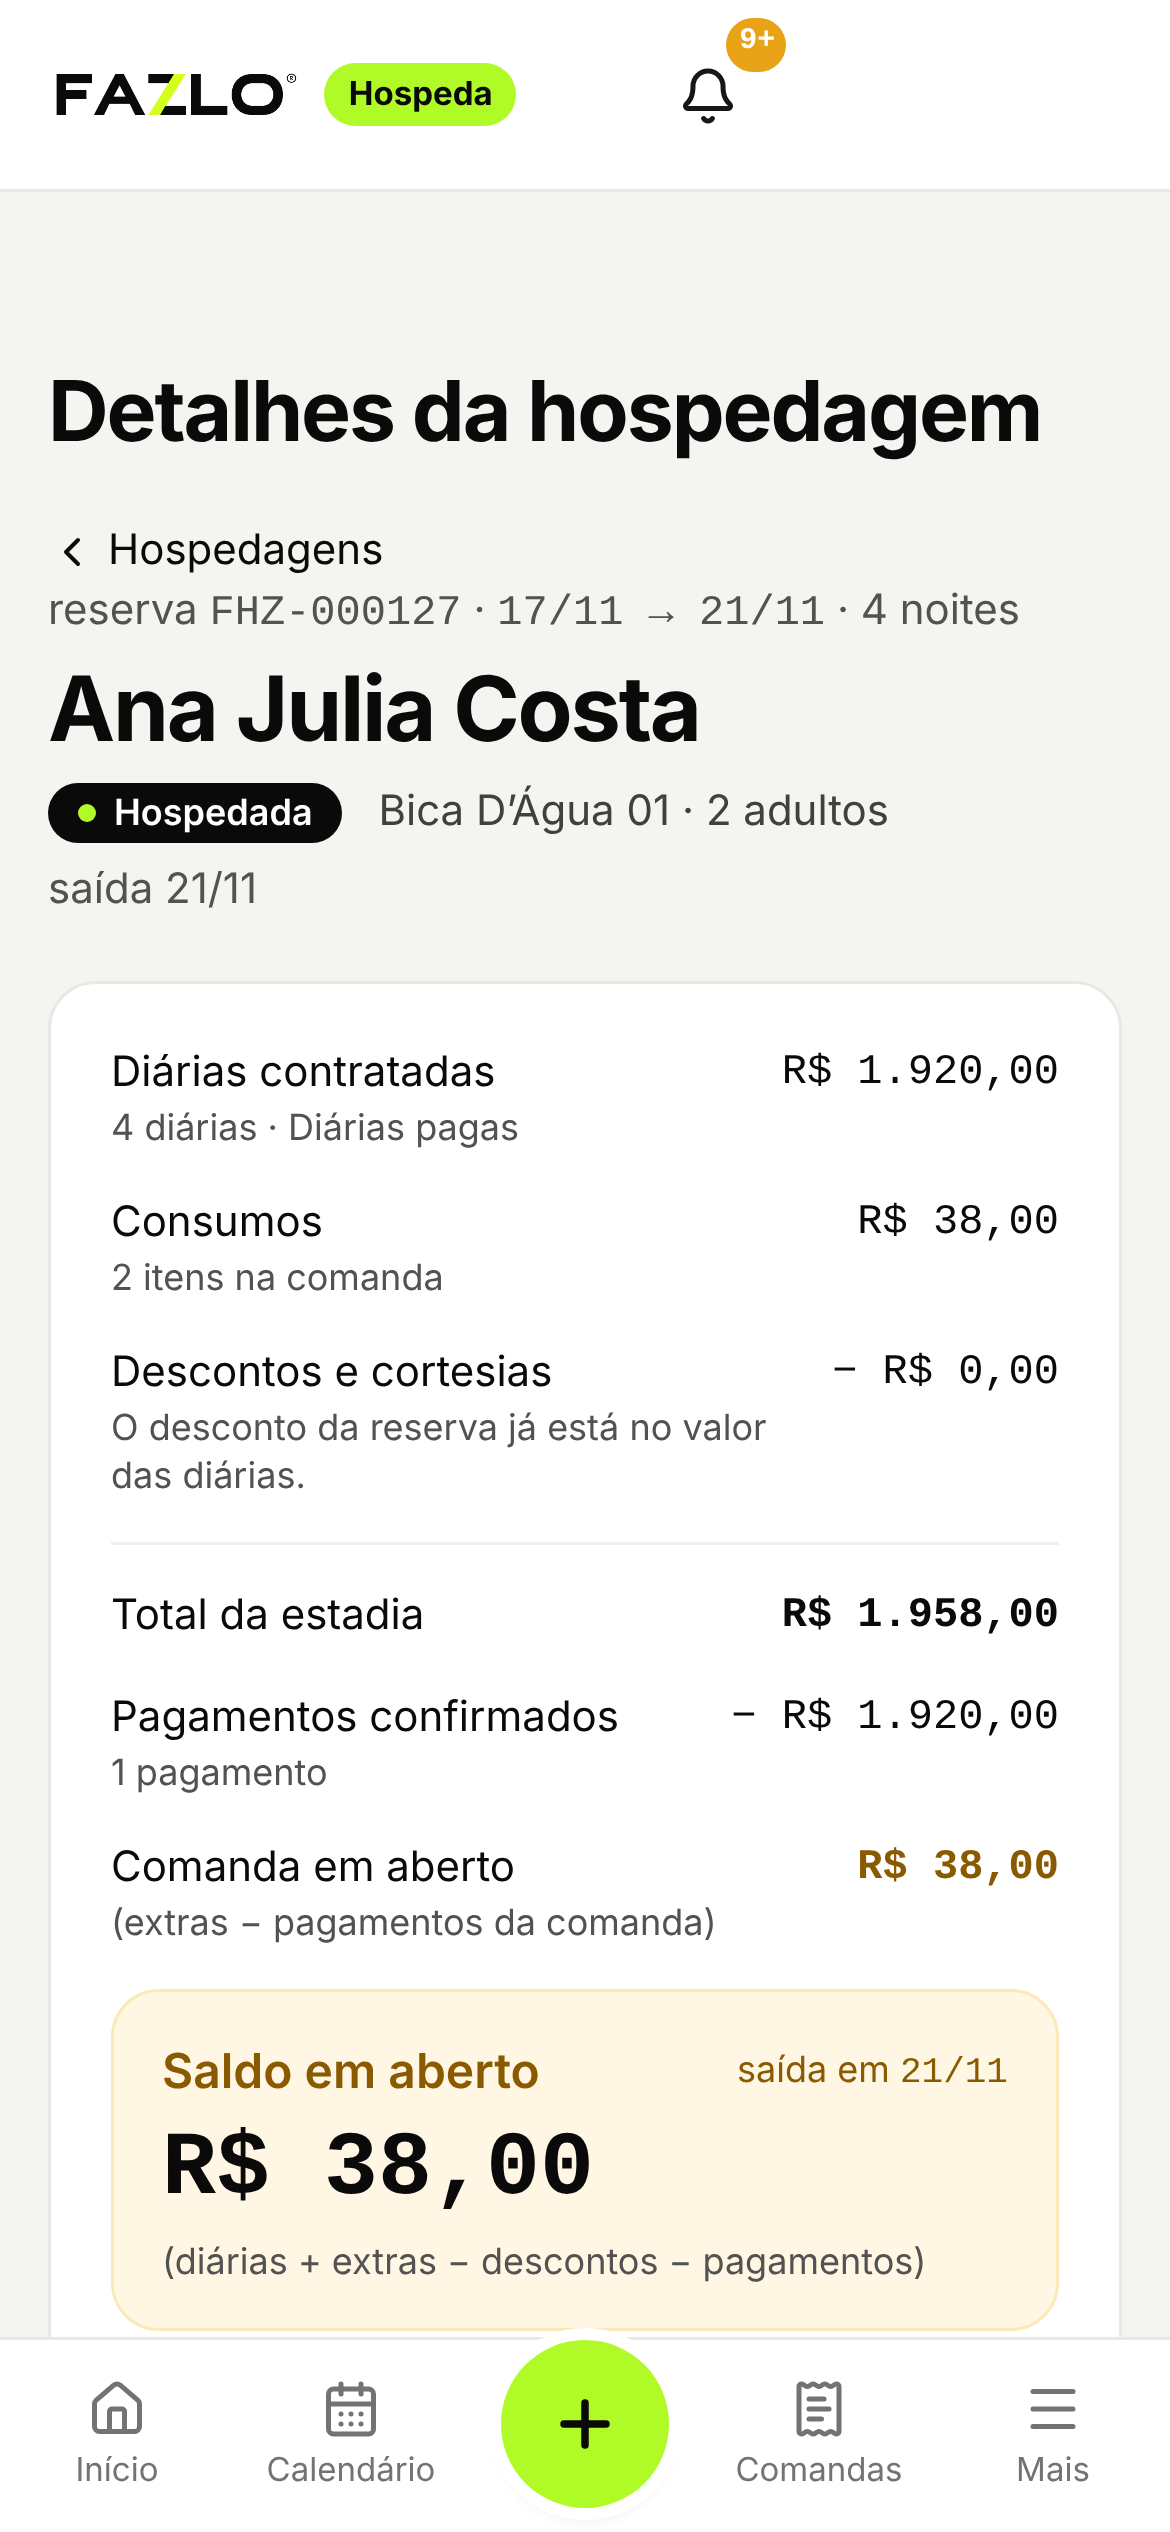 FAZLO® Hospeda 9+
Detalhes da hospedagem
Hospedagens
reserva FHZ-000127 · 17/11 → 21/11 · 4 noites
Ana Julia Costa
Hospedada Bica D’Água 01 · 2 adultos
saída 21/11
Diárias contratadas R$ 1.920,00
4 diárias · Diárias pagas
Consumos R$ 38,00
2 itens na comanda
Descontos e cortesias − R$ 0,00
O desconto da reserva já está no valor
das diárias.
Total da estadia R$ 1.958,00
Pagamentos confirmados − R$ 1.920,00
1 pagamento
Comanda em aberto R$ 38,00
(extras − pagamentos da comanda)
Saldo em aberto saída em 21/11
R$ 38,00
(diárias + extras − descontos − pagamentos)
Início Calendário + Comandas Mais